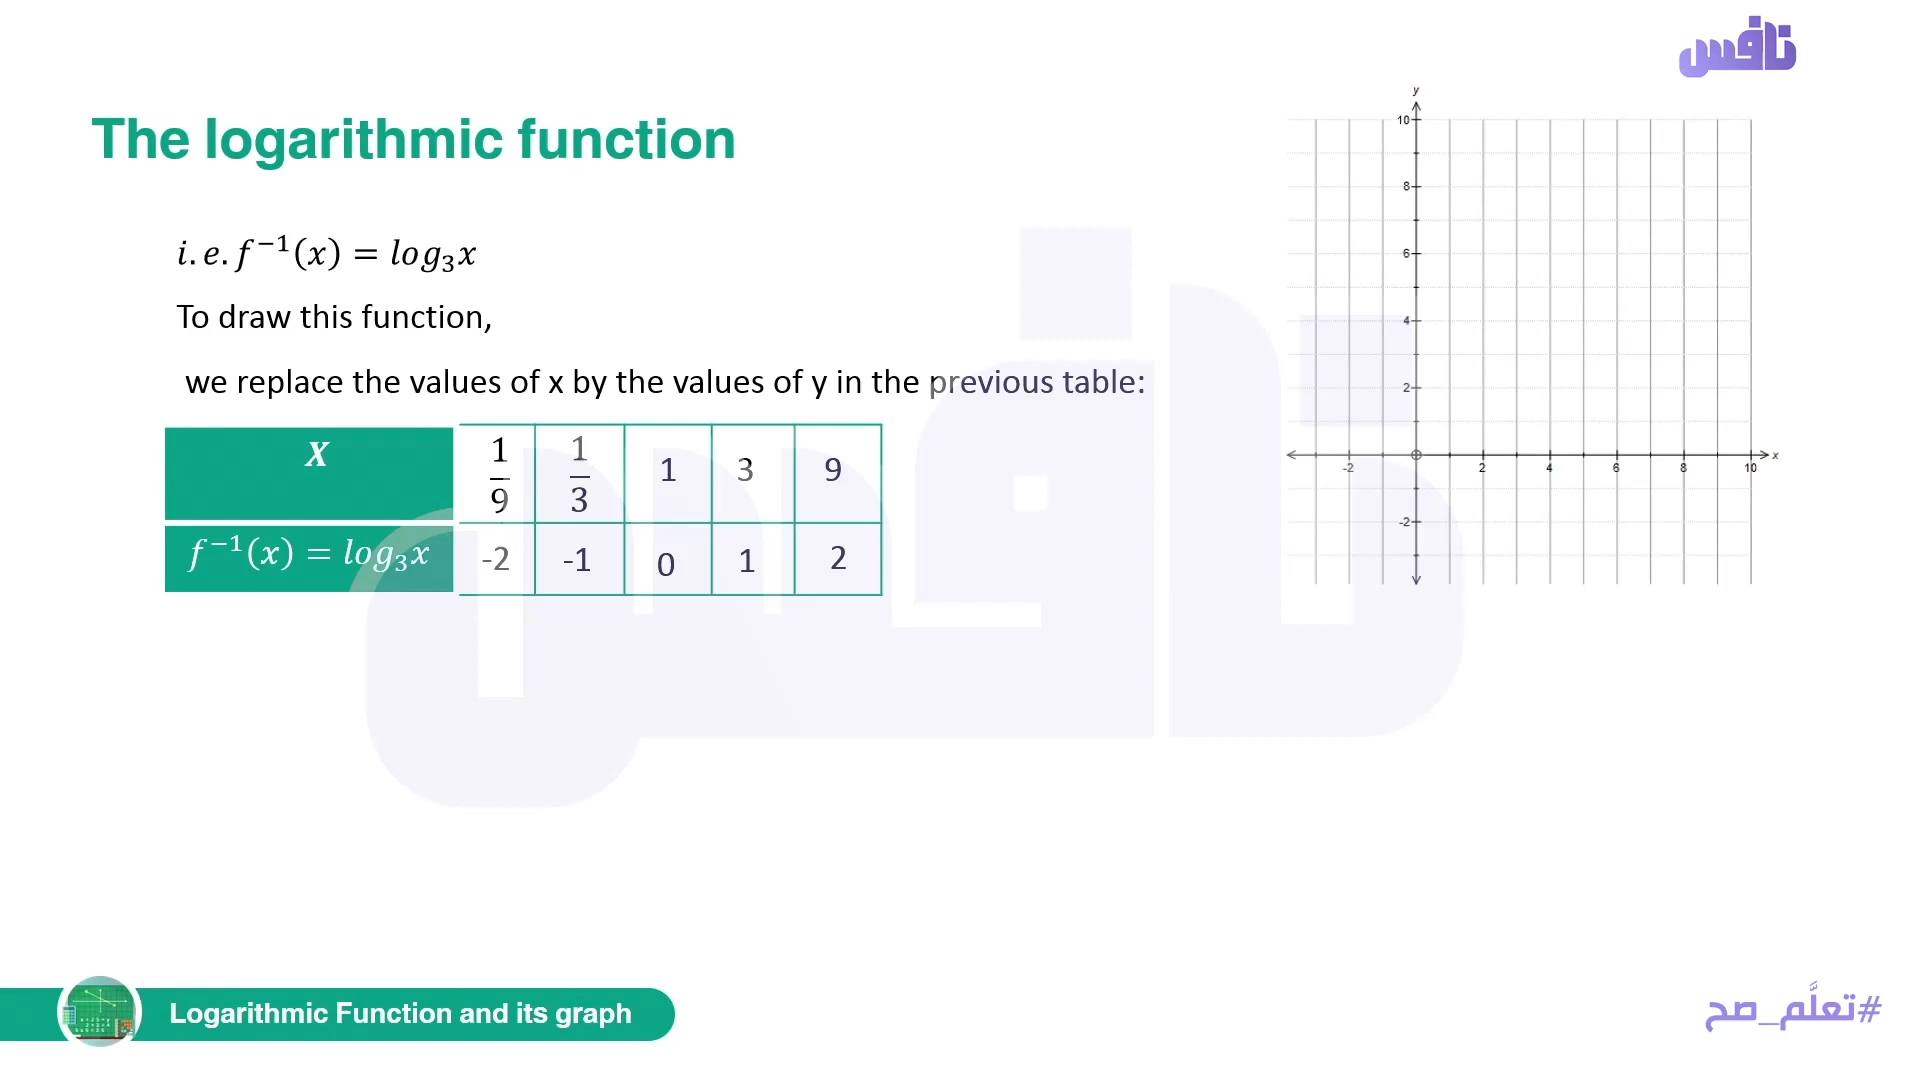 نافس
The logarithmic function
i.e. f⁻¹(x) = log₃x
To draw this function,
we replace the values of x by the values of y in the previous table:
X 1/9 1/3 1 3 9
f⁻¹(x) = log₃x -2 -1 0 1 2
y
10
8
6
4
2
-2 2 4 6 8 10 x
-2
Logarithmic Function and its graph
#تعلَّم_صح